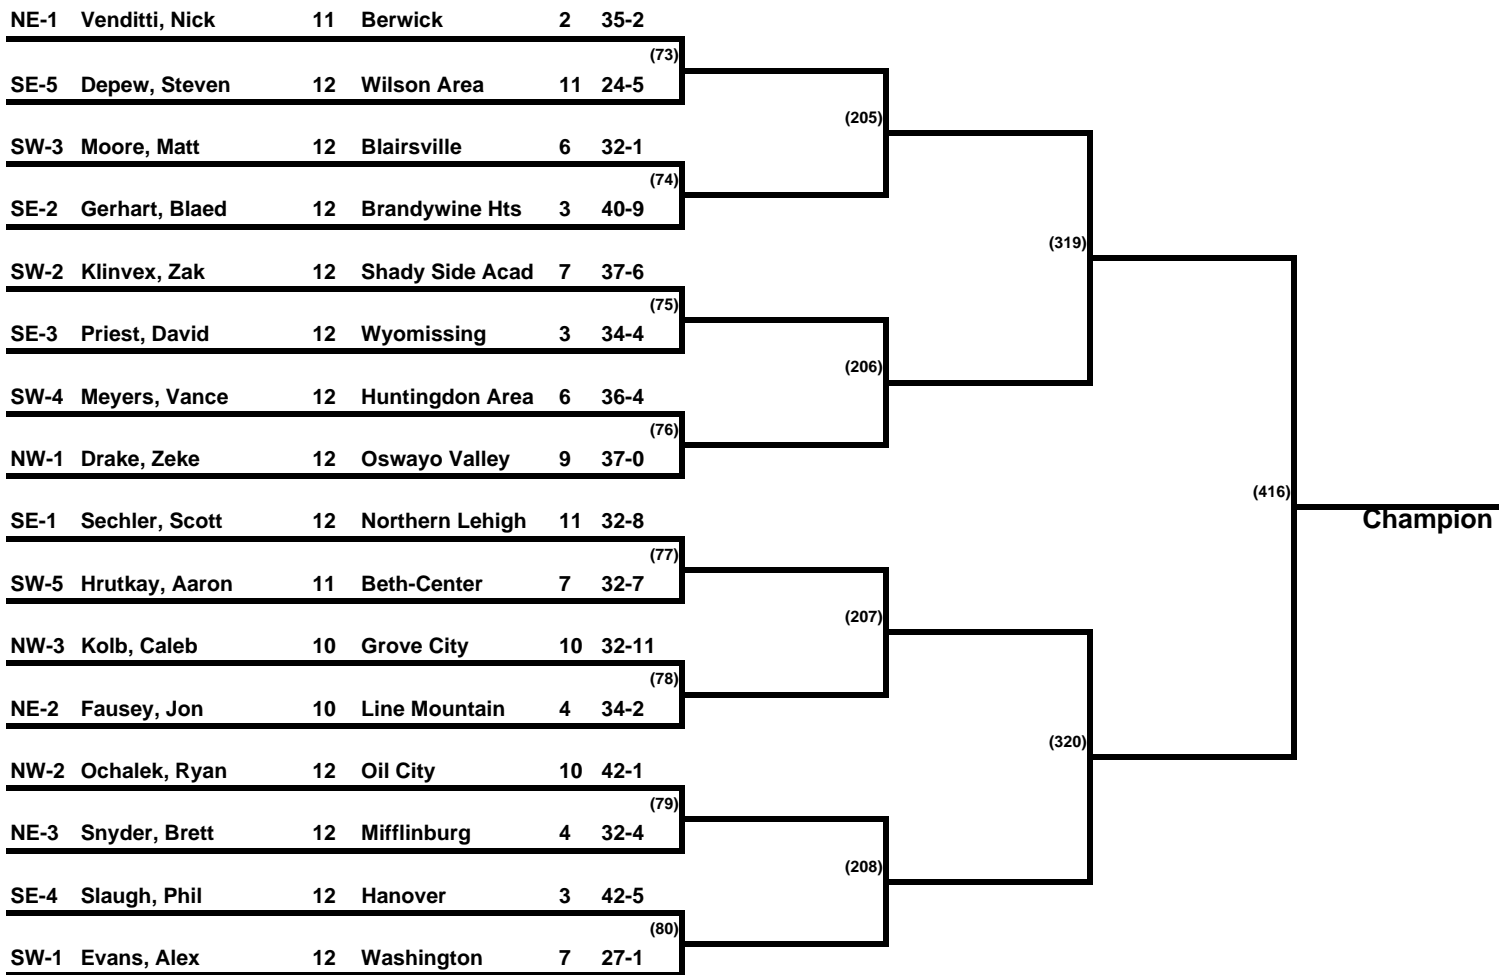 NE-1 Venditti, Nick 11 Berwick 2 35-2
(73)
SE-5 Depew, Steven 12 Wilson Area 11 24-5
(205)
SW-3 Moore, Matt 12 Blairsville 6 32-1
(74)
SE-2 Gerhart, Blaed 12 Brandywine Hts 3 40-9
(319)
SW-2 Klinvex, Zak 12 Shady Side Acad 7 37-6
(75)
SE-3 Priest, David 12 Wyomissing 3 34-4
(206)
SW-4 Meyers, Vance 12 Huntingdon Area 6 36-4
(76)
NW-1 Drake, Zeke 12 Oswayo Valley 9 37-0
(416)
Champion
SE-1 Sechler, Scott 12 Northern Lehigh 11 32-8
(77)
SW-5 Hrutkay, Aaron 11 Beth-Center 7 32-7
(207)
NW-3 Kolb, Caleb 10 Grove City 10 32-11
(78)
NE-2 Fausey, Jon 10 Line Mountain 4 34-2
(320)
NW-2 Ochalek, Ryan 12 Oil City 10 42-1
(79)
NE-3 Snyder, Brett 12 Mifflinburg 4 32-4
(208)
SE-4 Slaugh, Phil 12 Hanover 3 42-5
(80)
SW-1 Evans, Alex 12 Washington 7 27-1